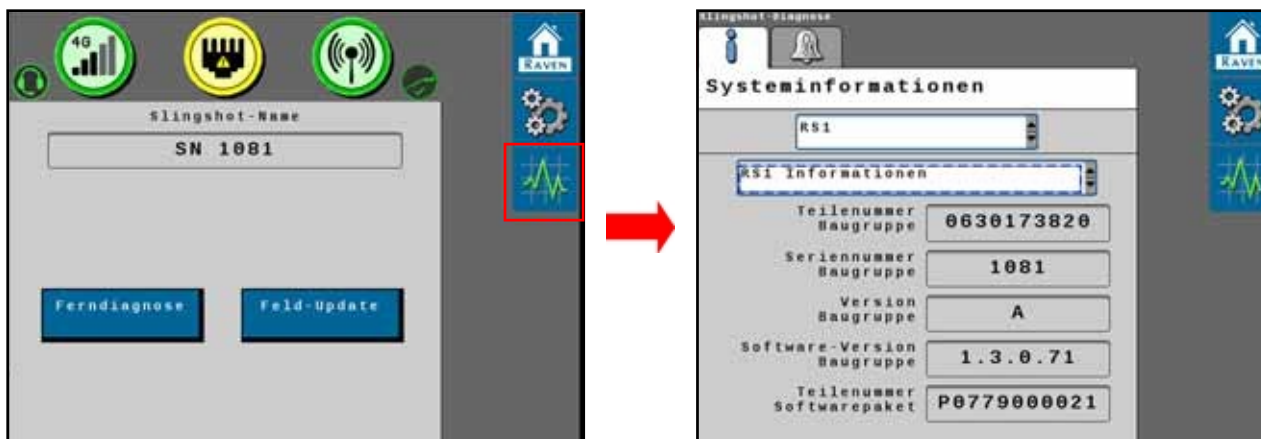 4G
RAVEN
Slingshot-Name
SN 1081
Ferndiagnose
Feld-Update
Slingshot-Diagnose
RAVEN
Systeminformationen
RS1
RS1 Informationen
Teilenummer
Baugruppe
0630173820
Seriennummer
Baugruppe
1081
Version
Baugruppe
A
Software-Version
Baugruppe
1.3.0.71
Teilenummer
Softwarepaket
P0779000021